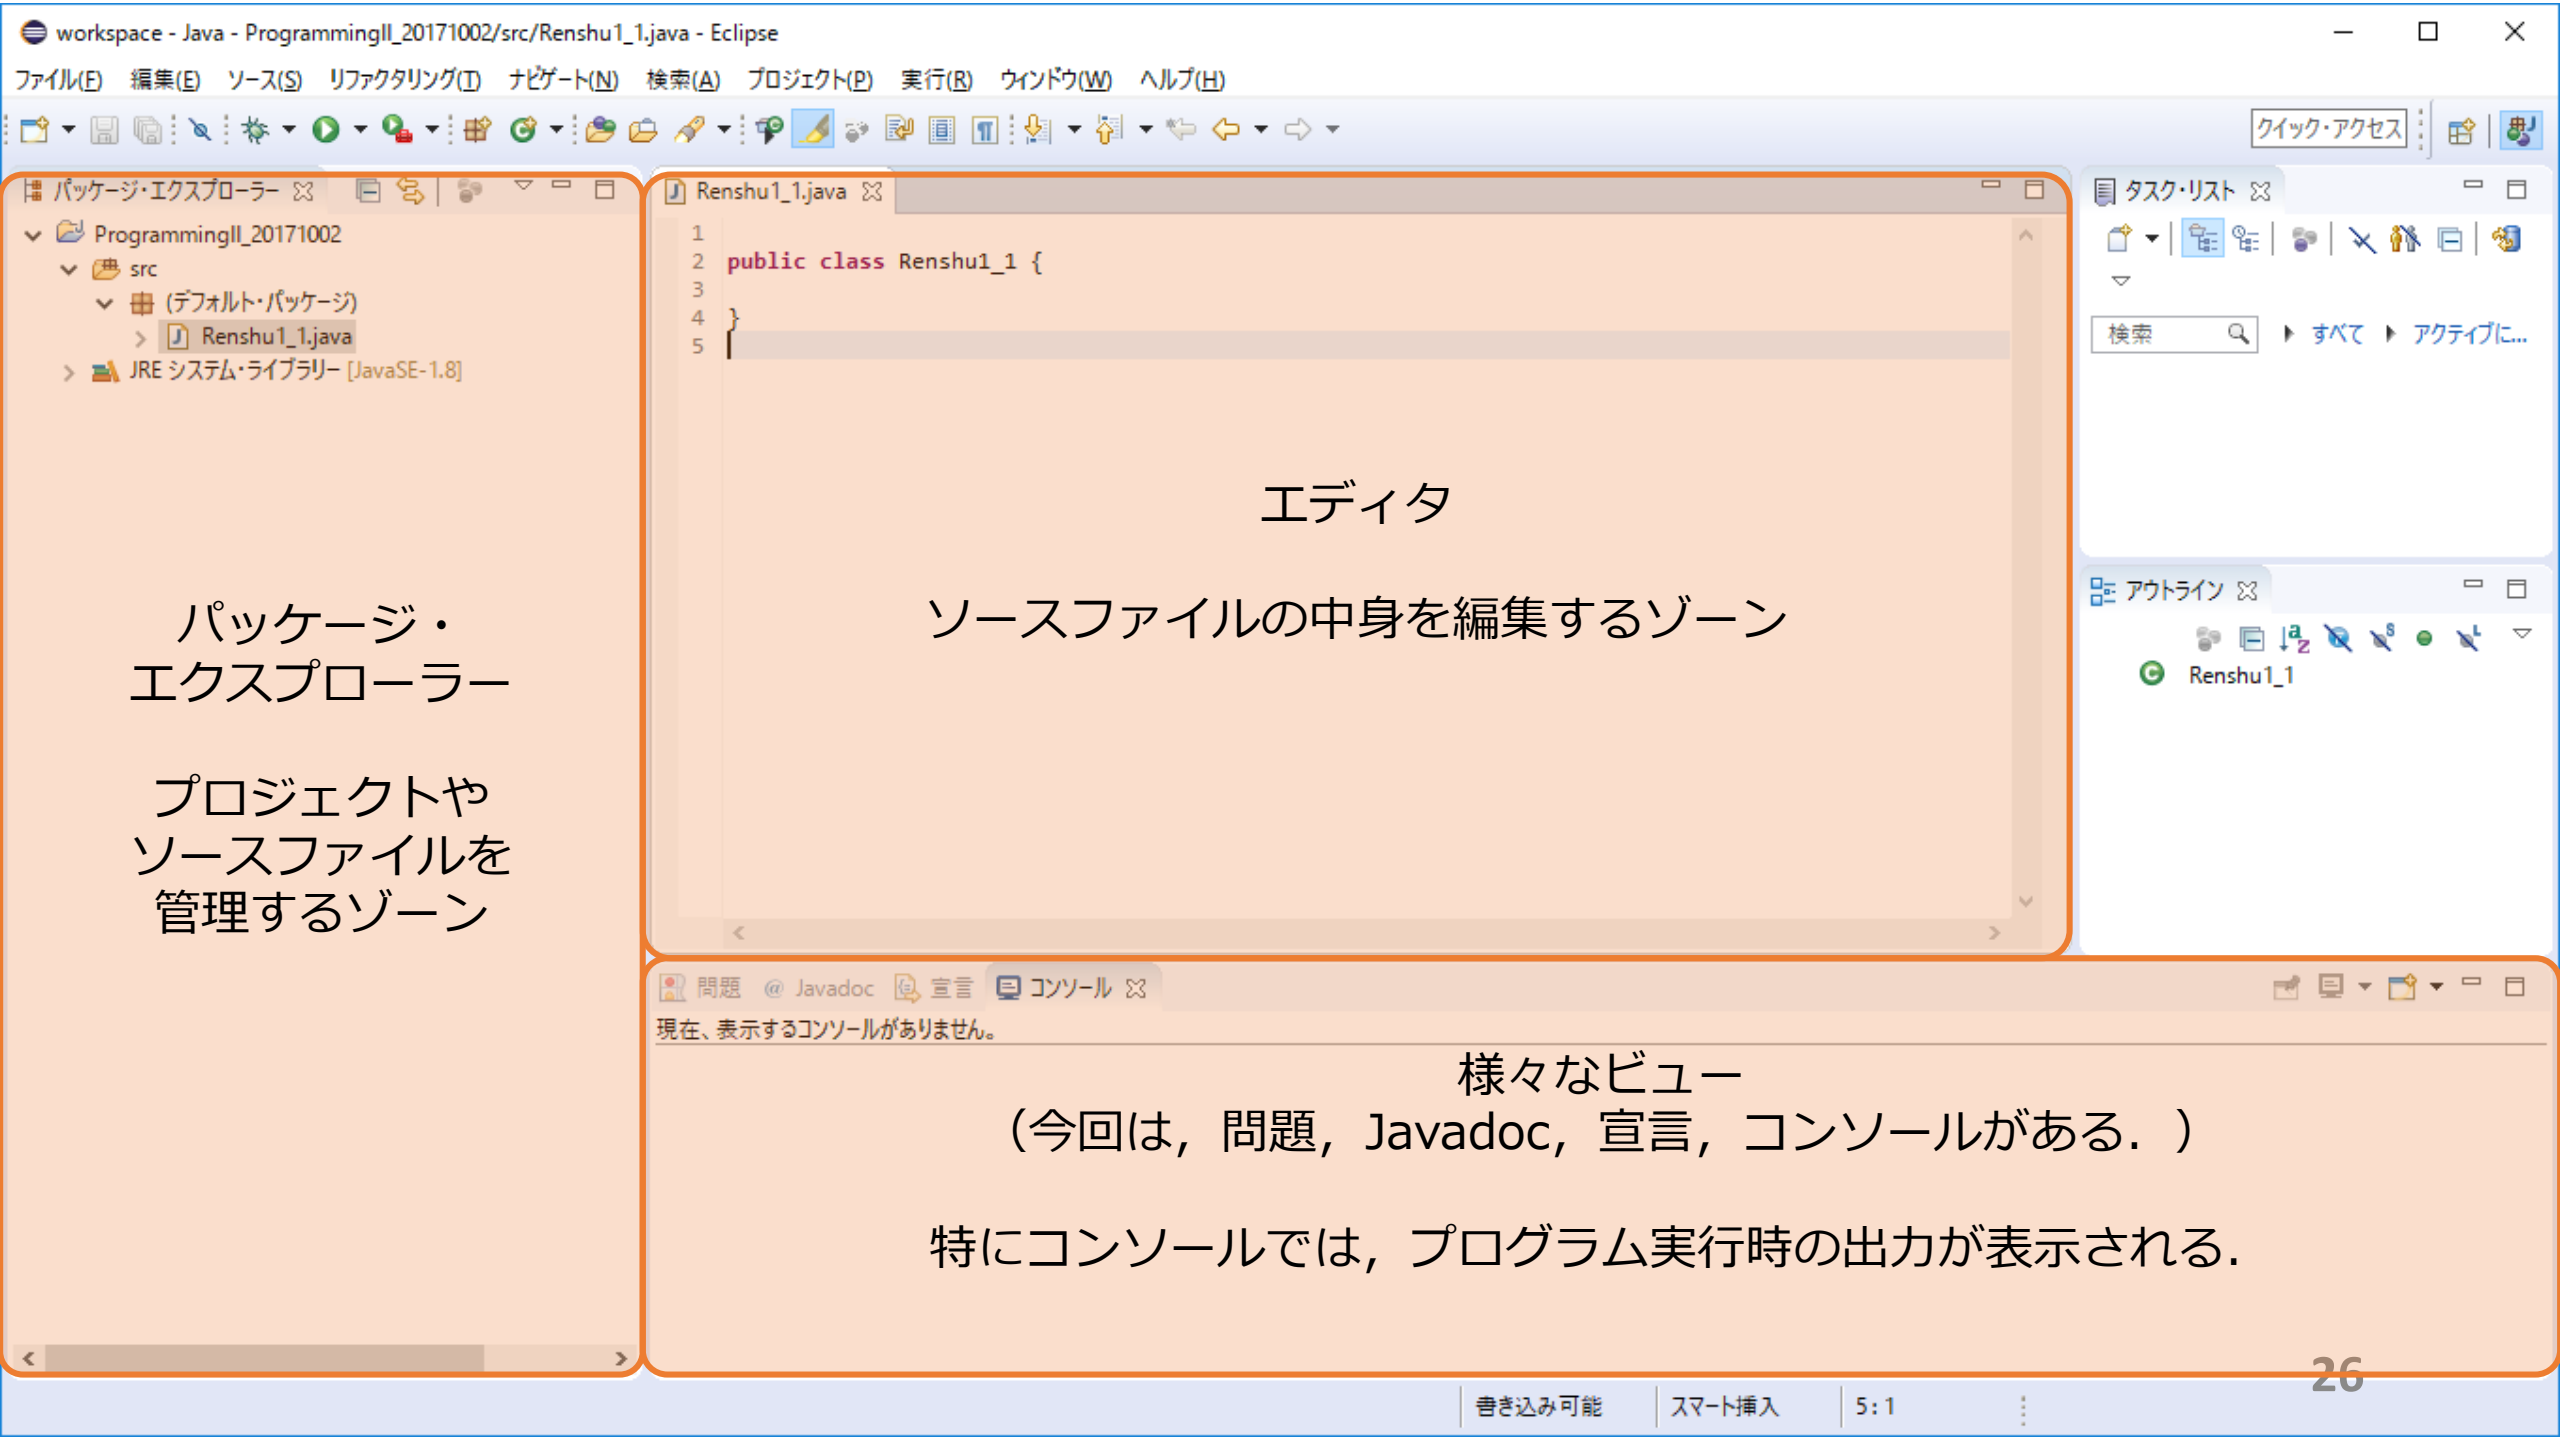 workspace - Java - ProgrammingII_20171002/src/Renshu1_1.java - Eclipse
ファイル(F) 編集(E) ソース(S) リファクタリング(T) ナビゲート(N) 検索(A) プロジェクト(P) 実行(R) ウィンドウ(W) ヘルプ(H)
クイック・アクセス
パッケージ・エクスプローラー
ProgrammingII_20171002
src
(デフォルト・パッケージ)
Renshu1_1.java
JRE システム・ライブラリー [JavaSE-1.8]
パッケージ・
エクスプローラー
プロジェクトや
ソースファイルを
管理するゾーン
Renshu1_1.java
1
2 public class Renshu1_1 {
3
4 }
5
エディタ
ソースファイルの中身を編集するゾーン
タスク・リスト
検索 すべて アクティブに...
アウトライン
Renshu1_1
問題 @ Javadoc 宣言 コンソール
現在、表示するコンソールがありません。
様々なビュー
（今回は，問題，Javadoc，宣言，コンソールがある．）
特にコンソールでは，プログラム実行時の出力が表示される．
26
書き込み可能 スマート挿入 5 : 1